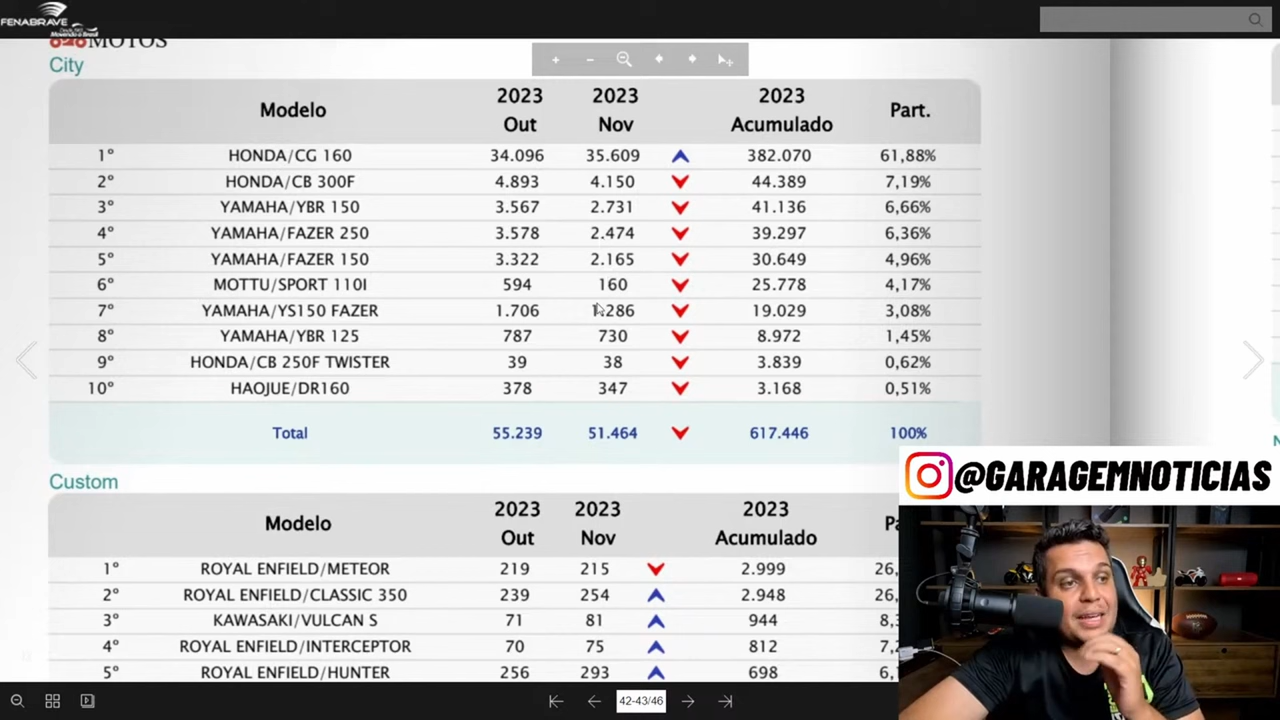 FENABRAVE
Desde 1965
Movendo o Brasil
MOTOS
City
Modelo 2023 Out 2023 Nov 2023 Acumulado Part.
1º HONDA/CG 160 34.096 35.609 382.070 61,88%
2º HONDA/CB 300F 4.893 4.150 44.389 7,19%
3º YAMAHA/YBR 150 3.567 2.731 41.136 6,66%
4º YAMAHA/FAZER 250 3.578 2.474 39.297 6,36%
5º YAMAHA/FAZER 150 3.322 2.165 30.649 4,96%
6º MOTTU/SPORT 110I 594 160 25.778 4,17%
7º YAMAHA/YS150 FAZER 1.706 1.286 19.029 3,08%
8º YAMAHA/YBR 125 787 730 8.972 1,45%
9º HONDA/CB 250F TWISTER 39 38 3.839 0,62%
10º HAOJUE/DR160 378 347 3.168 0,51%
Total 55.239 51.464 617.446 100%
@GARAGEMNOTICIAS
Custom
Modelo 2023 Out 2023 Nov 2023 Acumulado
1º ROYAL ENFIELD/METEOR 219 215 2.999 26,
2º ROYAL ENFIELD/CLASSIC 350 239 254 2.948 26,
3º KAWASAKI/VULCAN S 71 81 944 8,
4º ROYAL ENFIELD/INTERCEPTOR 70 75 812 7,
5º ROYAL ENFIELD/HUNTER 256 293 698 6,
42-43/46